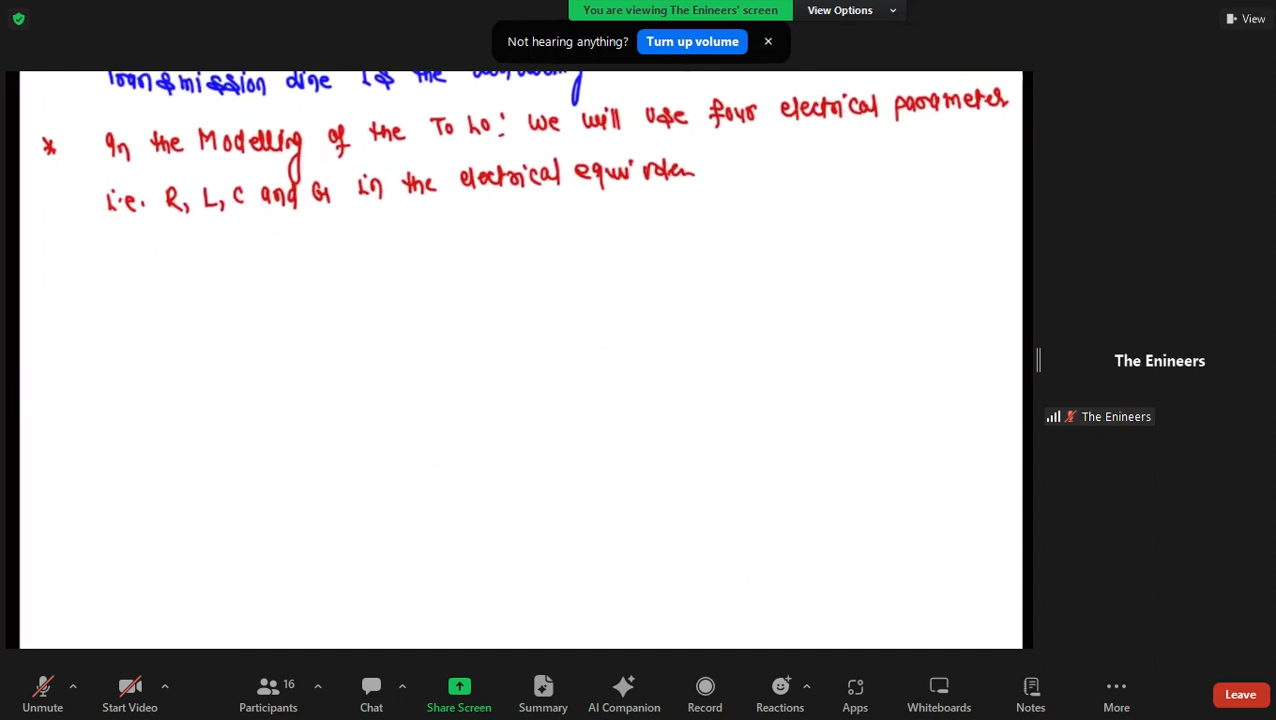 You are viewing The Enineers' screen
View Options
View
Not hearing anything?
Turn up volume
Transmission line is the
* In the Modelling of the To Lo: We will use four electrical parameter
i.e. R, L, C and G in the electrical equivalen
The Enineers
The Enineers
Unmute
Start Video
Participants
16
Chat
Share Screen
Summary
AI Companion
Record
Reactions
Apps
Whiteboards
Notes
More
Leave